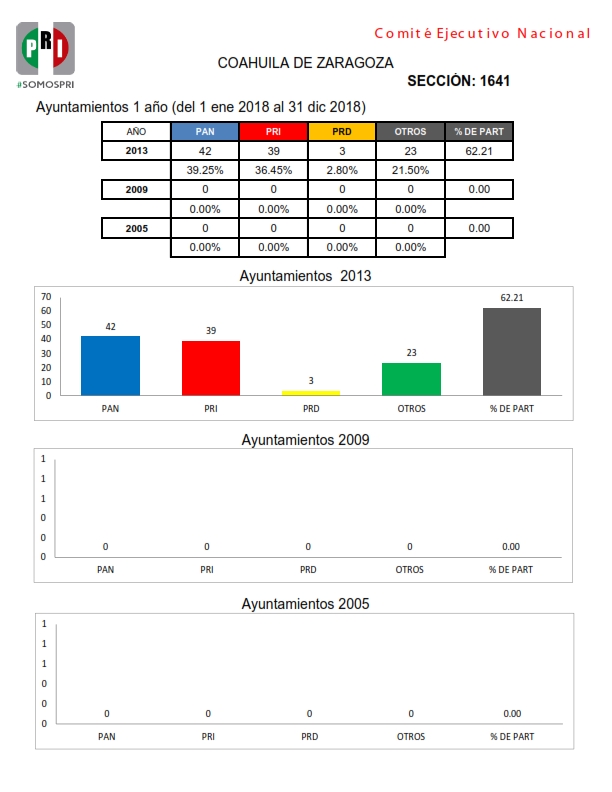 Comité Ejecutivo Nacional
PRI
#SOMOSPRI
COAHUILA DE ZARAGOZA
SECCIÓN: 1641
Ayuntamientos 1 año (del 1 ene 2018 al 31 dic 2018)
AÑO PAN PRI PRD OTROS % DE PART
2013 42 39 3 23 62.21
39.25% 36.45% 2.80% 21.50%
2009 0 0 0 0 0.00
0.00% 0.00% 0.00% 0.00%
2005 0 0 0 0 0.00
0.00% 0.00% 0.00% 0.00%
Ayuntamientos 2013
70
60
50
40
30
20
10
0
42 39 3 23 62.21
PAN PRI PRD OTROS % DE PART
Ayuntamientos 2009
1
1
1
0
0
0
0 0 0 0 0.00
PAN PRI PRD OTROS % DE PART
Ayuntamientos 2005
1
1
1
0
0
0
0 0 0 0 0.00
PAN PRI PRD OTROS % DE PART